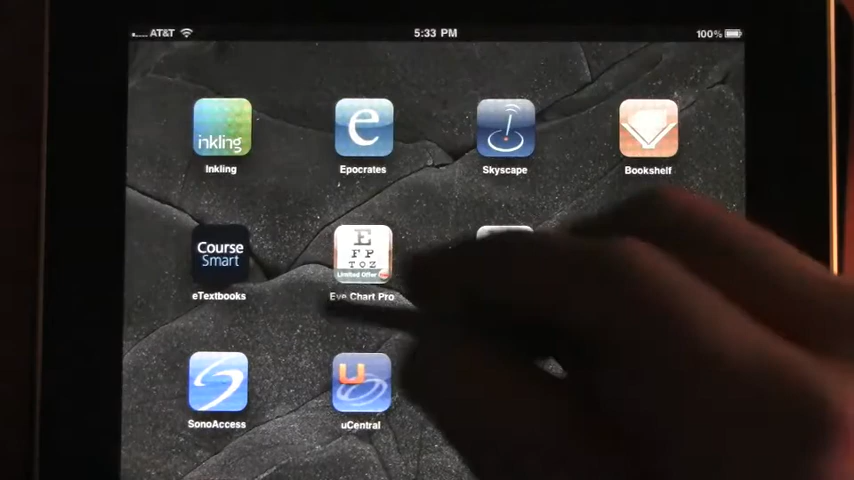 AT&T
5:33 PM
100%
inkling
e
Inkling
Epocrates
Skyscape
Bookshelf
Course
Smart
E
F P
T O Z
Limited Offer
eTextbooks
Eye Chart Pro
u
SonoAccess
uCentral